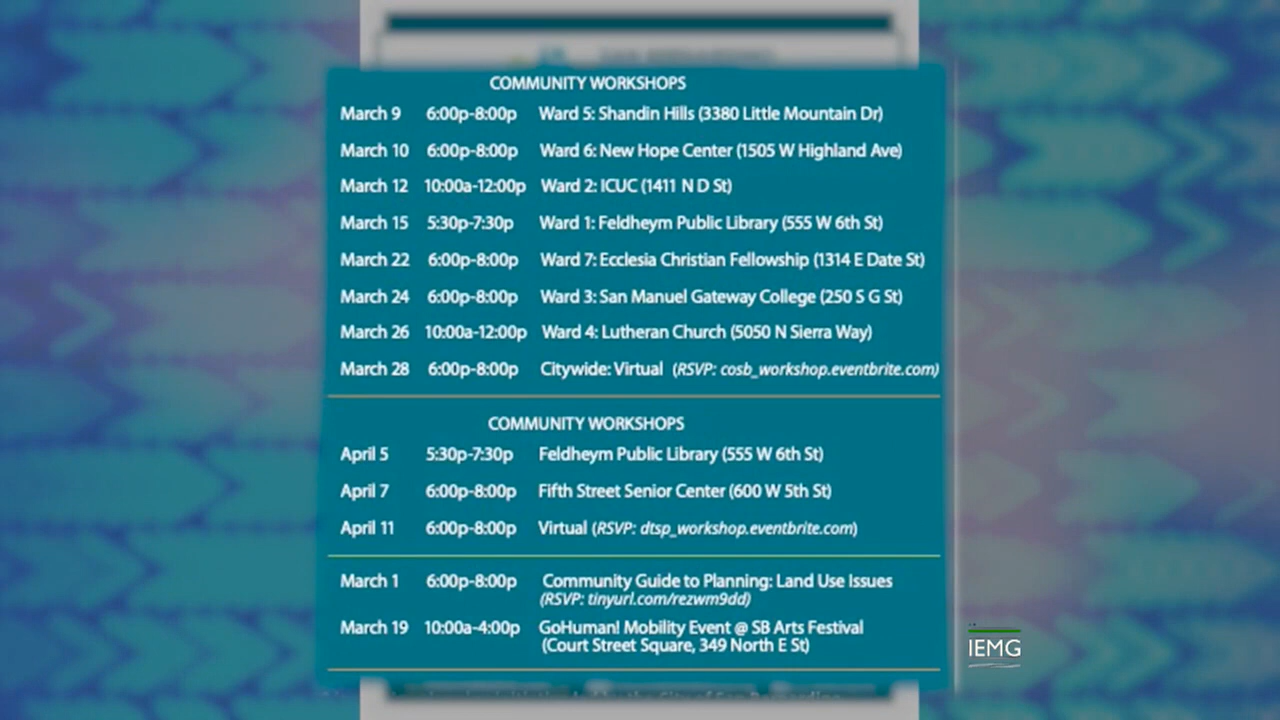 COMMUNITY WORKSHOPS
March 9 6:00p-8:00p Ward 5: Shandin Hills (3380 Little Mountain Dr)
March 10 6:00p-8:00p Ward 6: New Hope Center (1505 W Highland Ave)
March 12 10:00a-12:00p Ward 2: ICUC (1411 N D St)
March 15 5:30p-7:30p Ward 1: Feldheym Public Library (555 W 6th St)
March 22 6:00p-8:00p Ward 7: Ecclesia Christian Fellowship (1314 E Date St)
March 24 6:00p-8:00p Ward 3: San Manuel Gateway College (250 S G St)
March 26 10:00a-12:00p Ward 4: Lutheran Church (5050 N Sierra Way)
March 28 6:00p-8:00p Citywide: Virtual (RSVP: cosb_workshop.eventbrite.com)
COMMUNITY WORKSHOPS
April 5 5:30p-7:30p Feldheym Public Library (555 W 6th St)
April 7 6:00p-8:00p Fifth Street Senior Center (600 W 5th St)
April 11 6:00p-8:00p Virtual (RSVP: dtsp_workshop.eventbrite.com)
March 1 6:00p-8:00p Community Guide to Planning: Land Use Issues
(RSVP: tinyurl.com/rezwm9dd)
March 19 10:00a-4:00p GoHuman! Mobility Event @ SB Arts Festival
(Court Street Square, 349 North E St)
IEMG